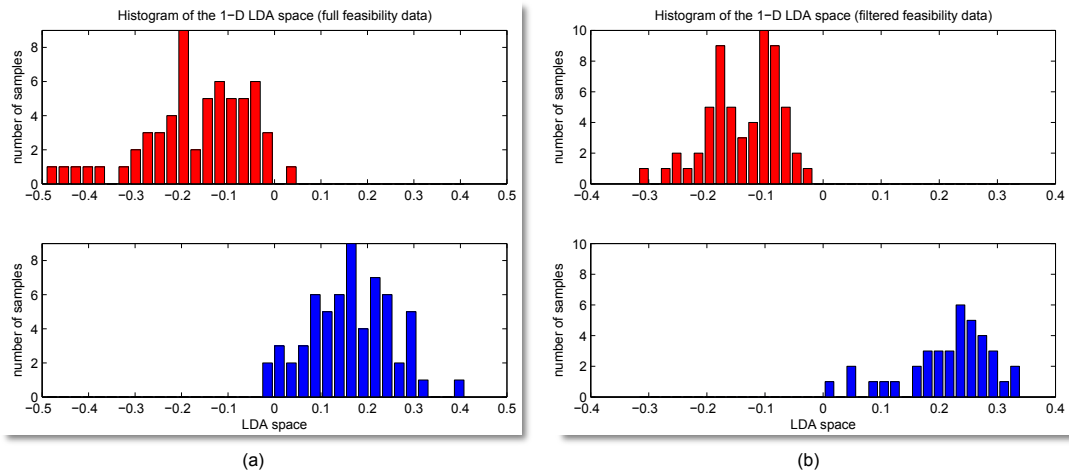 Histogram of the 1−D LDA space (full feasibility data)
8
6
4
2
0
number of samples
−0.5 −0.4 −0.3 −0.2 −0.1 0 0.1 0.2 0.3 0.4 0.5
8
6
4
2
0
number of samples
−0.5 −0.4 −0.3 −0.2 −0.1 0 0.1 0.2 0.3 0.4 0.5
LDA space
(a)
Histogram of the 1−D LDA space (filtered feasibility data)
10
8
6
4
2
0
number of samples
−0.4 −0.3 −0.2 −0.1 0 0.1 0.2 0.3 0.4
10
8
6
4
2
0
number of samples
−0.4 −0.3 −0.2 −0.1 0 0.1 0.2 0.3 0.4
LDA space
(b)